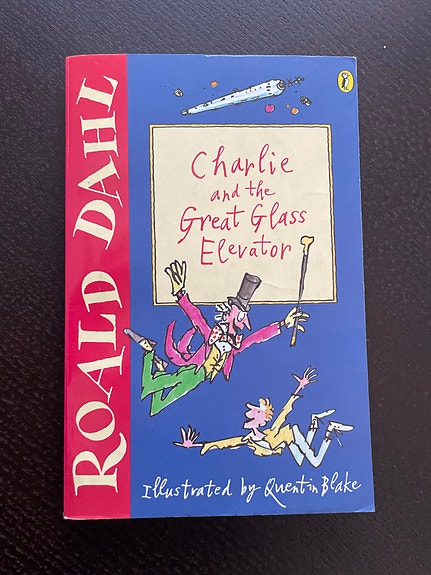 ROALD DAHL
Charlie
and the
Great Glass
Elevator
Illustrated by Quentin Blake